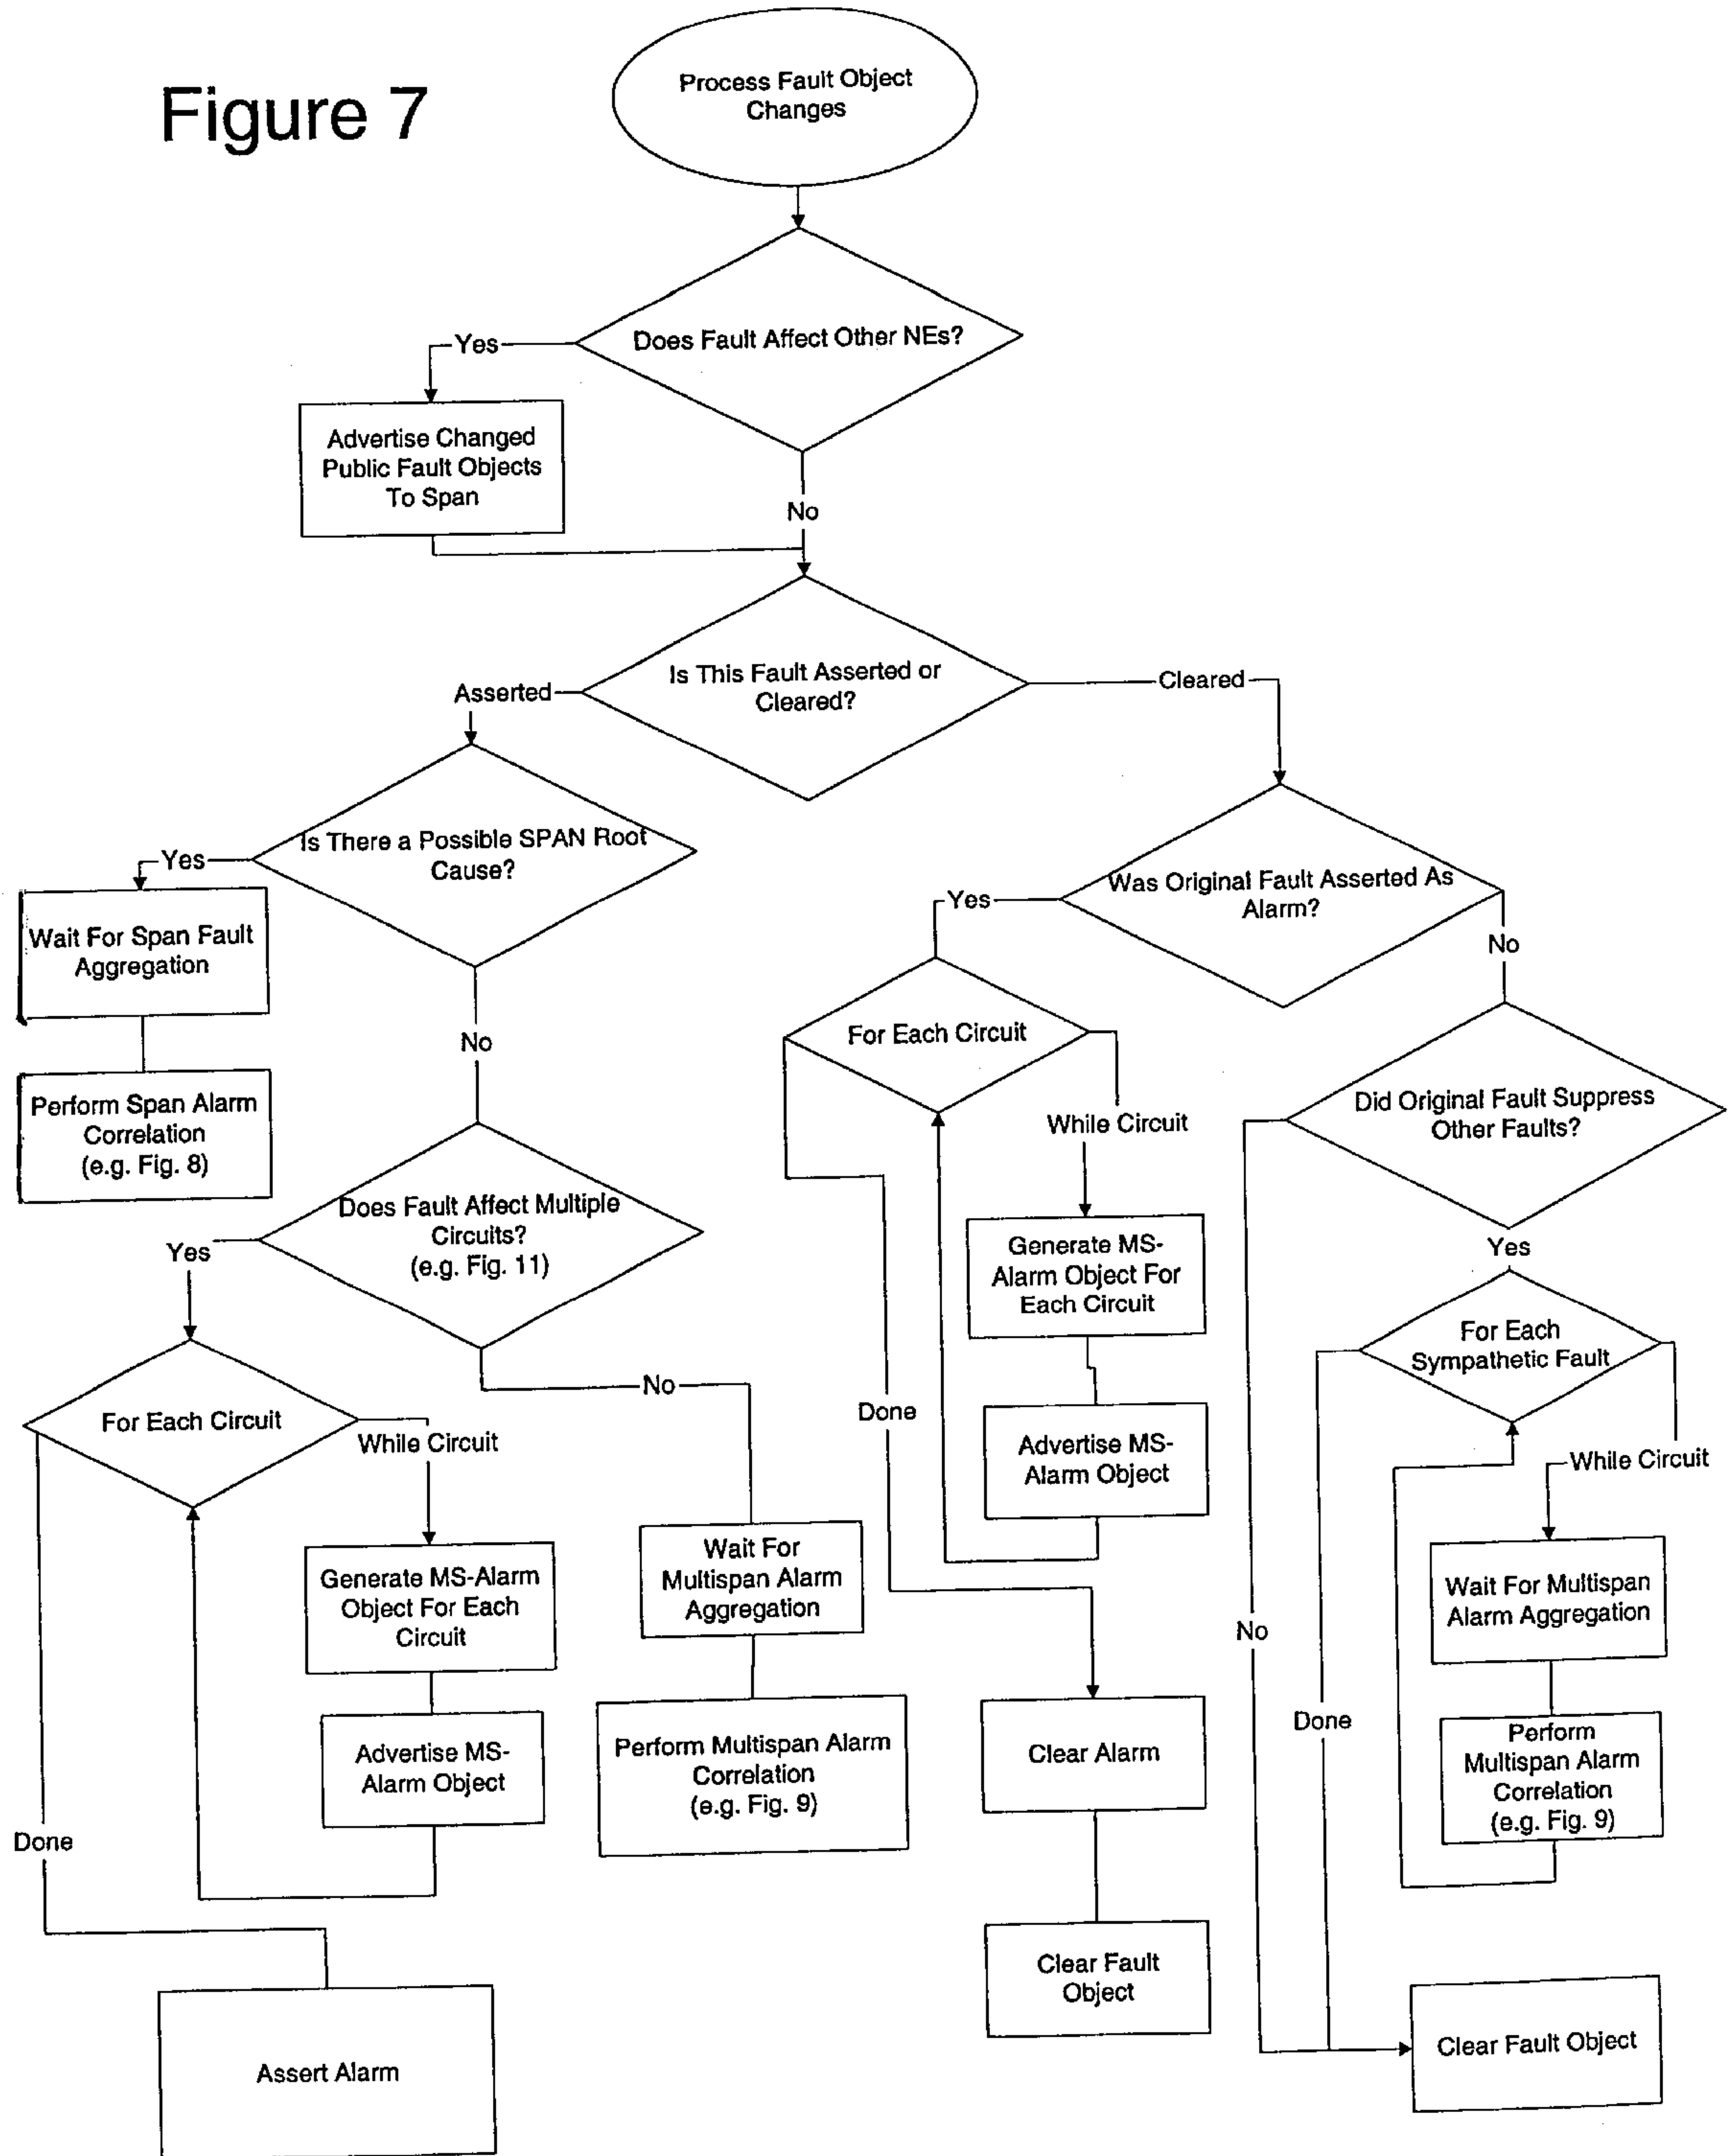 Figure 7
Process Fault Object
Changes
Does Fault Affect Other NEs?
Yes
Advertise Changed
Public Fault Objects
To Span
No
Is This Fault Asserted or
Cleared?
Asserted
Cleared
Is There a Possible SPAN Root
Cause?
Yes
Wait For Span Fault
Aggregation
Perform Span Alarm
Correlation
(e.g. Fig. 8)
No
Does Fault Affect Multiple
Circuits?
(e.g. Fig. 11)
Yes
For Each Circuit
While Circuit
Generate MS-Alarm
Object For Each
Circuit
Advertise MS-
Alarm Object
Done
Assert Alarm
No
Wait For
Multispan Alarm
Aggregation
Perform Multispan Alarm
Correlation
(e.g. Fig. 9)
Was Original Fault Asserted As
Alarm?
Yes
For Each Circuit
While Circuit
Generate MS-
Alarm Object For
Each Circuit
Advertise MS-
Alarm Object
Done
Clear Alarm
Clear Fault
Object
No
Did Original Fault Suppress
Other Faults?
Yes
For Each
Sympathetic Fault
While Circuit
Wait For Multispan
Alarm Aggregation
Perform
Multispan Alarm
Correlation
(e.g. Fig. 9)
No
Done
Clear Fault Object